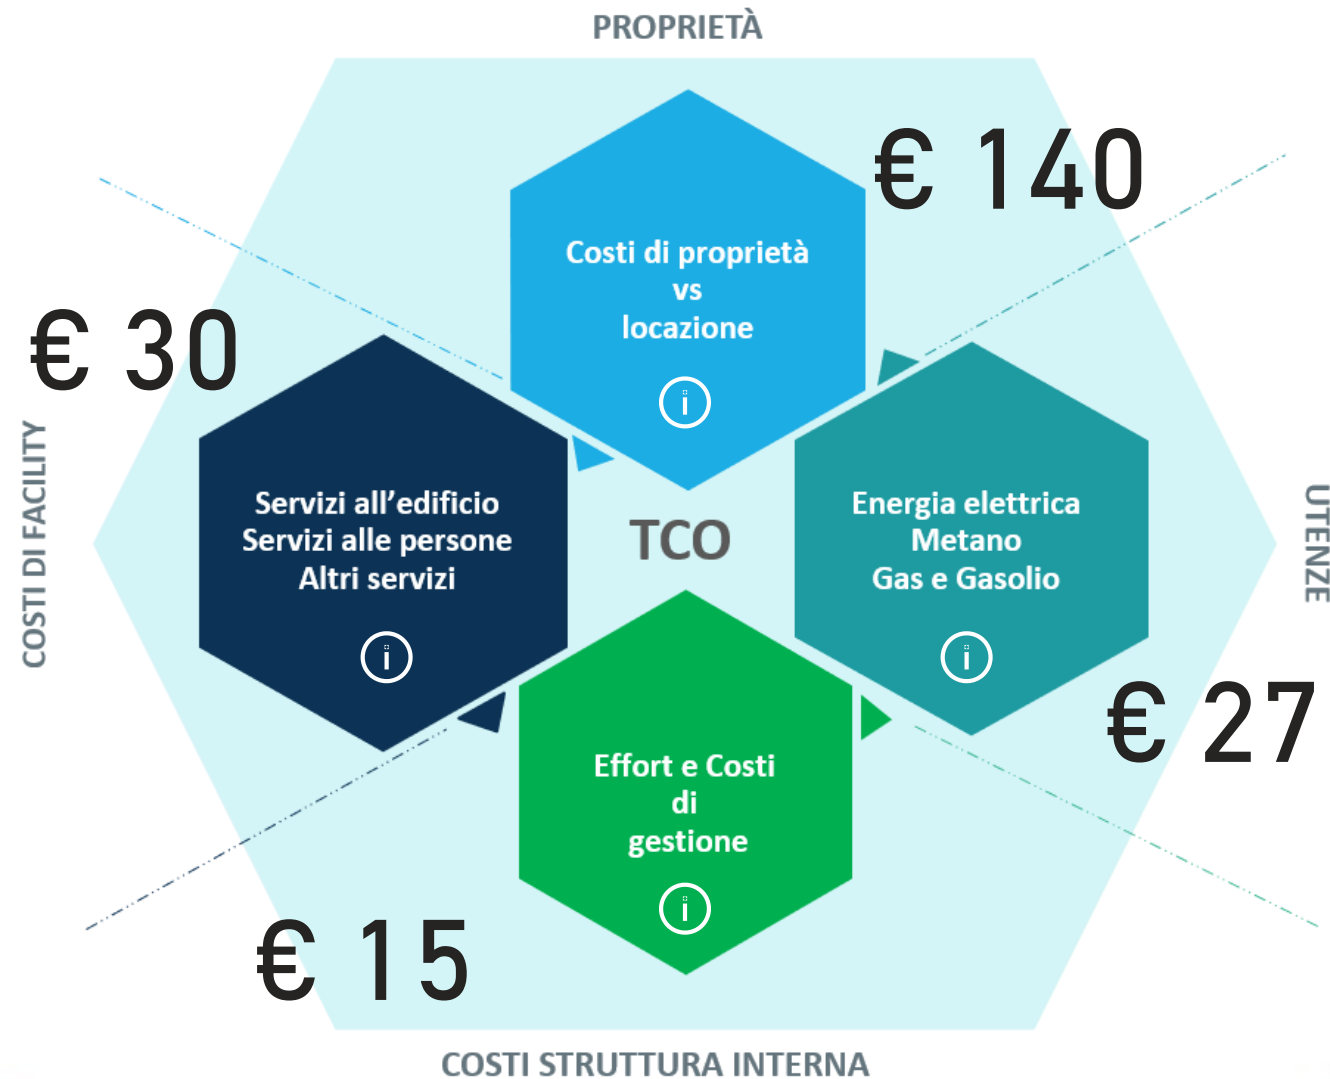 PROPRIETÀ
€ 140
Costi di proprietà
vs
locazione
i
€ 30
COSTI DI FACILITY
Servizi all’edificio
Servizi alle persone
Altri servizi
i
TCO
Energia elettrica
Metano
Gas e Gasolio
i
UTENZE
€ 27
Effort e Costi
di
gestione
i
€ 15
COSTI STRUTTURA INTERNA